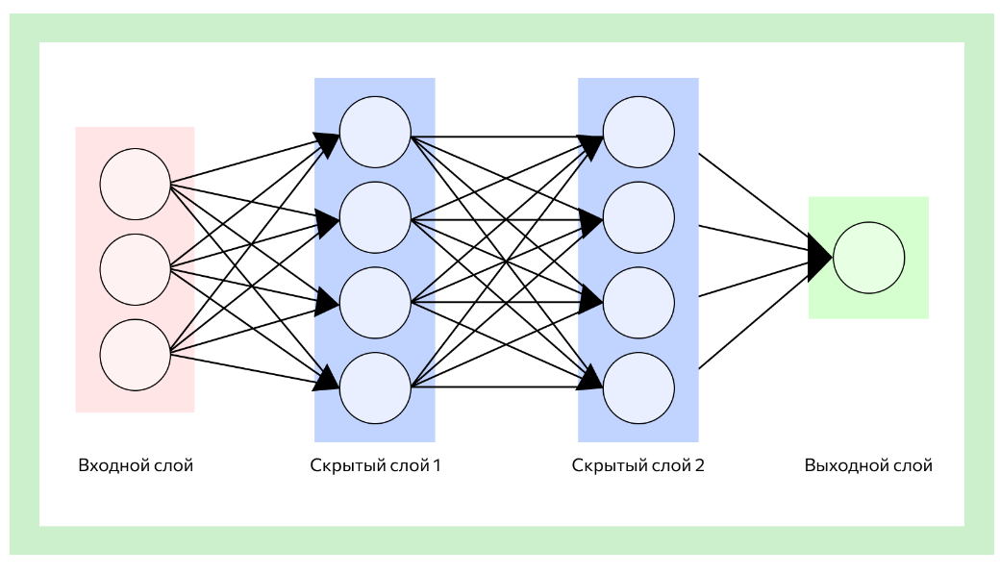 Входной слой
Скрытый слой 1
Скрытый слой 2
Выходной слой